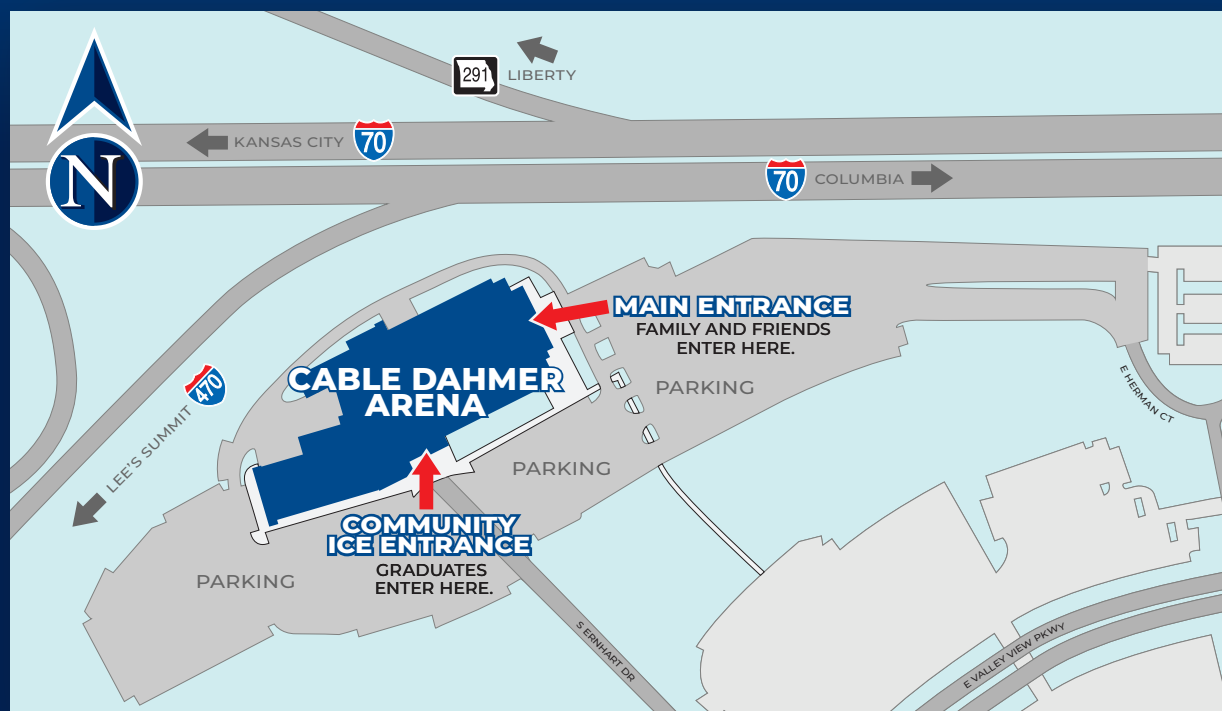 291
LIBERTY
KANSAS CITY 70
70 COLUMBIA
N
MAIN ENTRANCE
FAMILY AND FRIENDS
ENTER HERE.
CABLE DAHMER
ARENA
PARKING
E HERMAN CT
470
LEE'S SUMMIT
PARKING
COMMUNITY
ICE ENTRANCE
GRADUATES
ENTER HERE.
PARKING
S ERNHART DR
E VALLEY VIEW PKWY